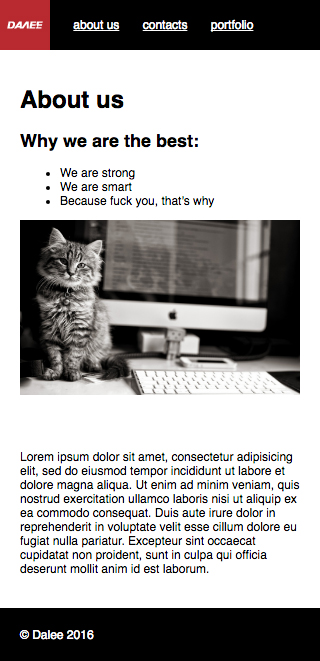 DALEE
about us
contacts
portfolio
About us
Why we are the best:
We are strong
We are smart
Because fuck you, that's why
Lorem ipsum dolor sit amet, consectetur adipisicing
elit, sed do eiusmod tempor incididunt ut labore et
dolore magna aliqua. Ut enim ad minim veniam, quis
nostrud exercitation ullamco laboris nisi ut aliquip ex
ea commodo consequat. Duis aute irure dolor in
reprehenderit in voluptate velit esse cillum dolore eu
fugiat nulla pariatur. Excepteur sint occaecat
cupidatat non proident, sunt in culpa qui officia
deserunt mollit anim id est laborum.
© Dalee 2016